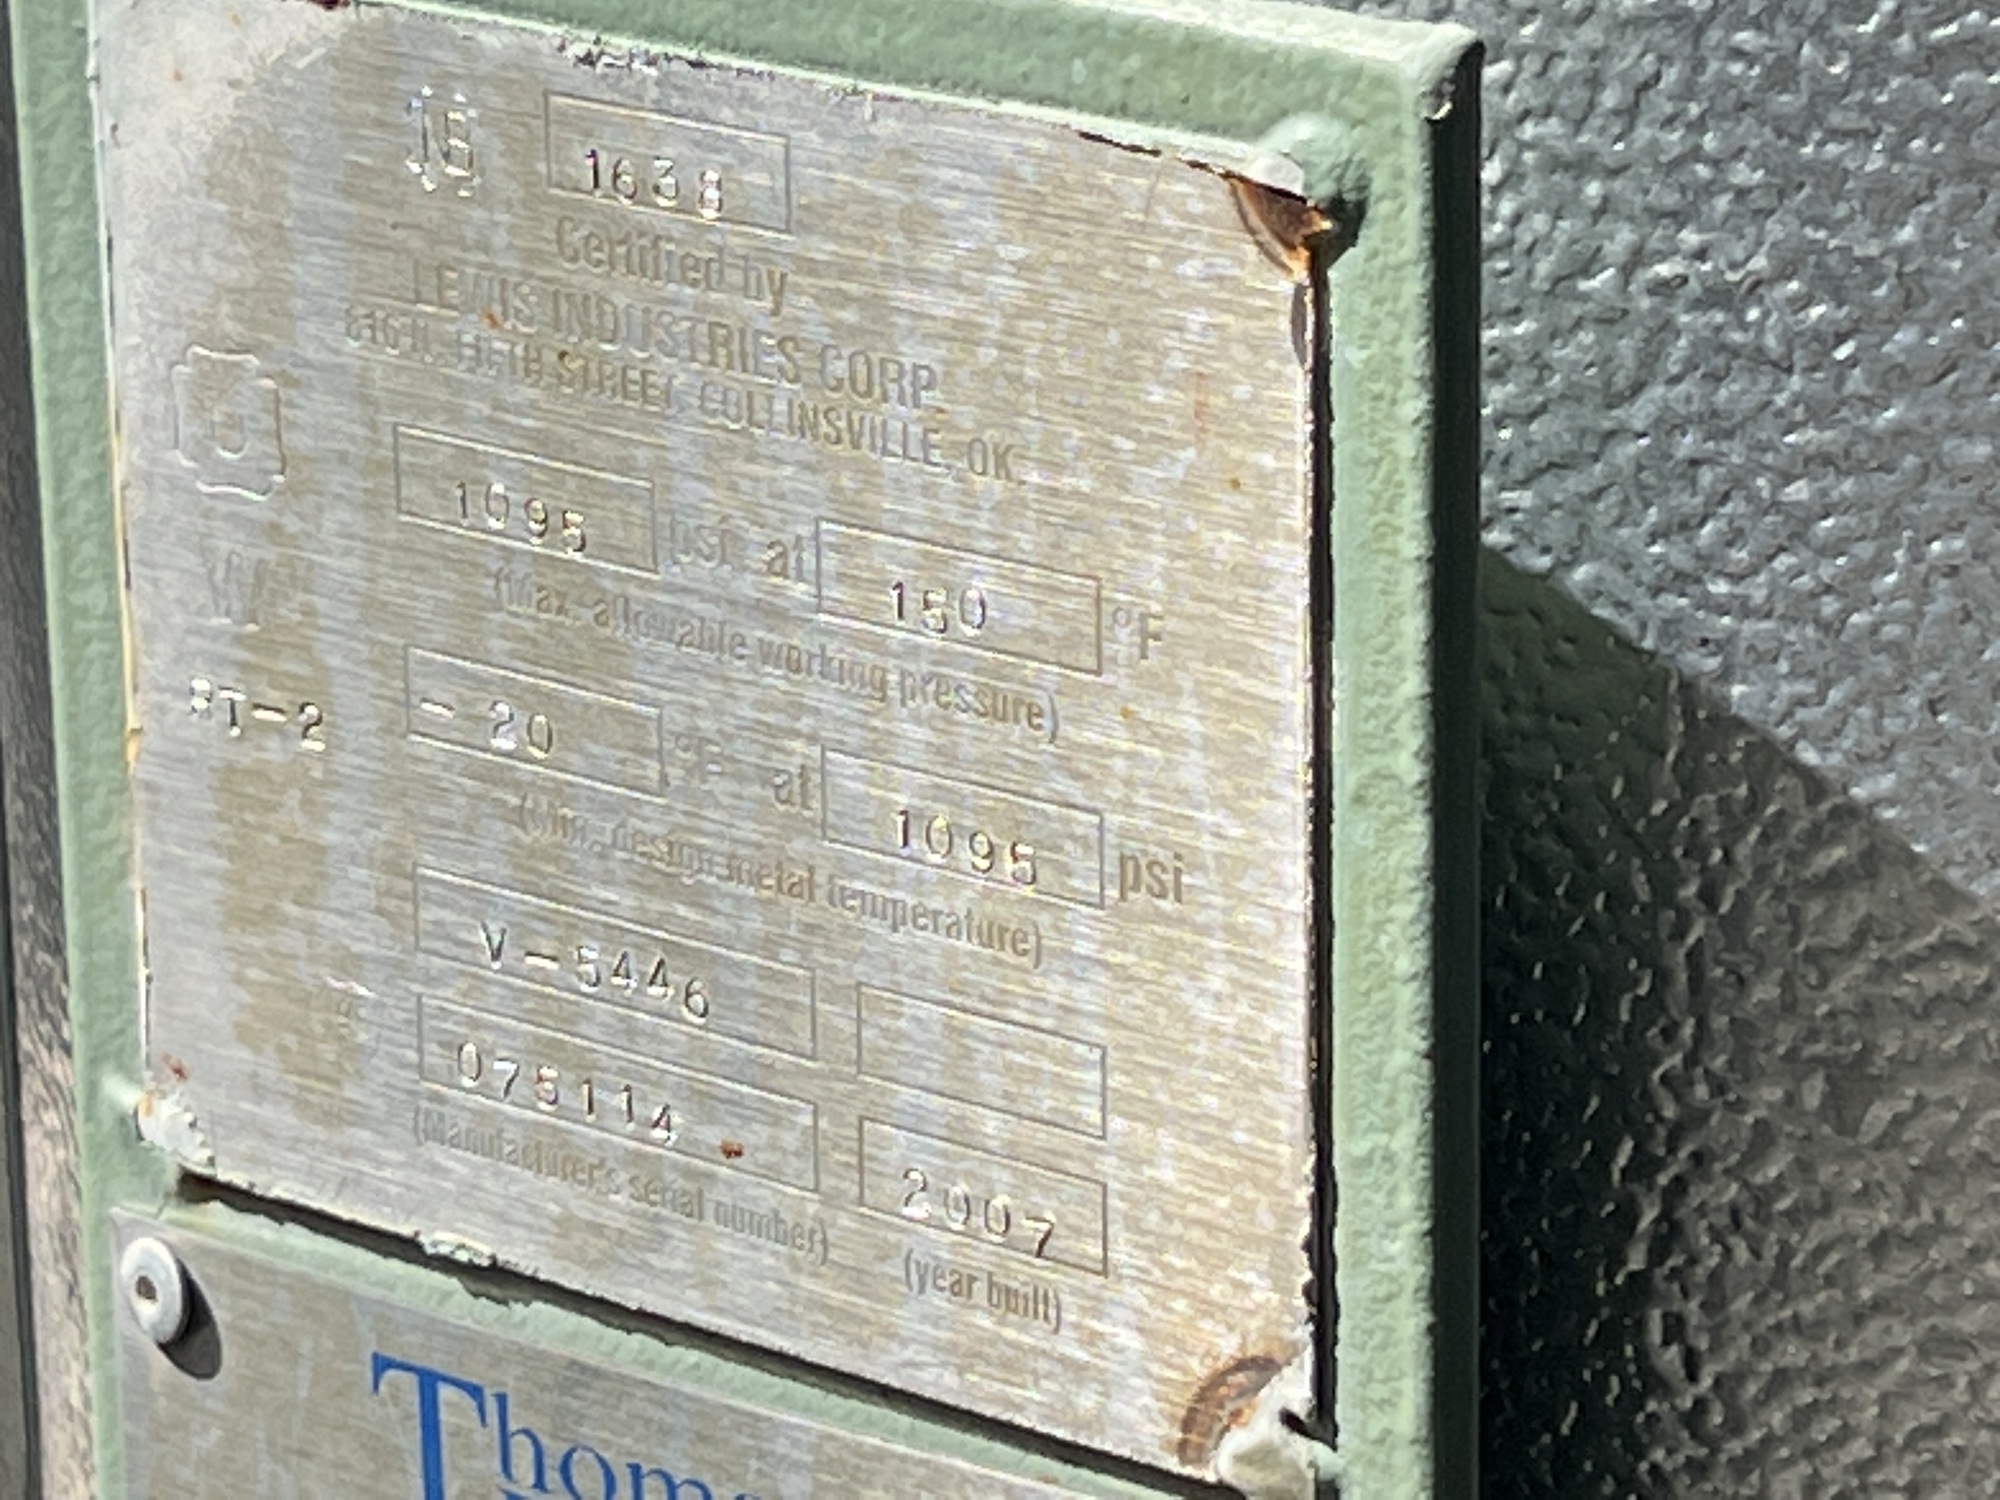 NB 1638
Certified by
LEWIS INDUSTRIES CORP.
STREET, COLLINSVILLE, OK
U
1095 psi at 150 °F
(Max. allowable working pressure)
W
RT-2
-20 °F at 1095 psi
(Min. design metal temperature)
V-5446
075114
(Manufacturer's serial number)
2007
(year built)